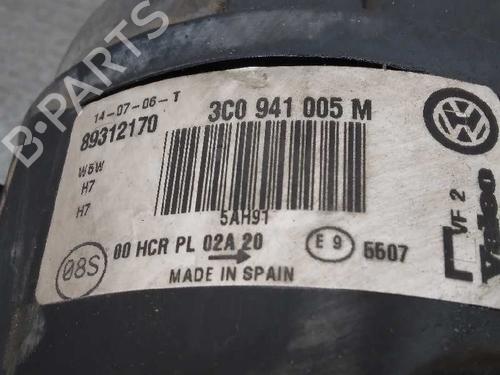 14-07-06-T
89312170
3C0 941 005 M
W5W
H7
H7
5AH91
VF 2
Valeo
08S
00 HCR PL 02A 20
E 9
5507
MADE IN SPAIN
B-PARTS